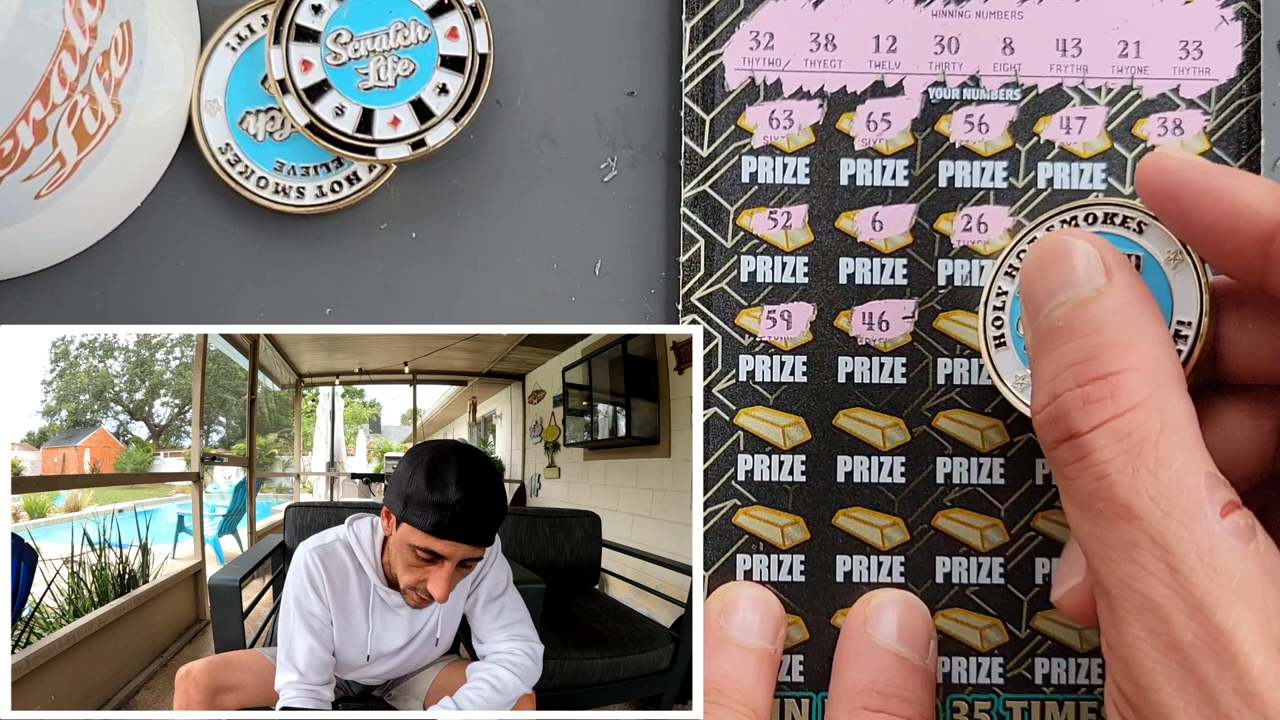 Scratch
Life
HOT SMOKES
WINNING NUMBERS
32 38 12 30 8 43 21 33
THYTWO THYEGT TWELV THIRTY EIGHT FRYTHR THYONE THYTHR
YOUR NUMBERS
63 65 56 47 38
PRIZE PRIZE PRIZE PRIZE
52 6 26
PRIZE PRIZE
HOLY HOT SMOKES
59 46
PRIZE PRIZE
PRIZE PRIZE PRIZE
PRIZE PRIZE PRIZE
PRIZE PRIZE
35 TIMES